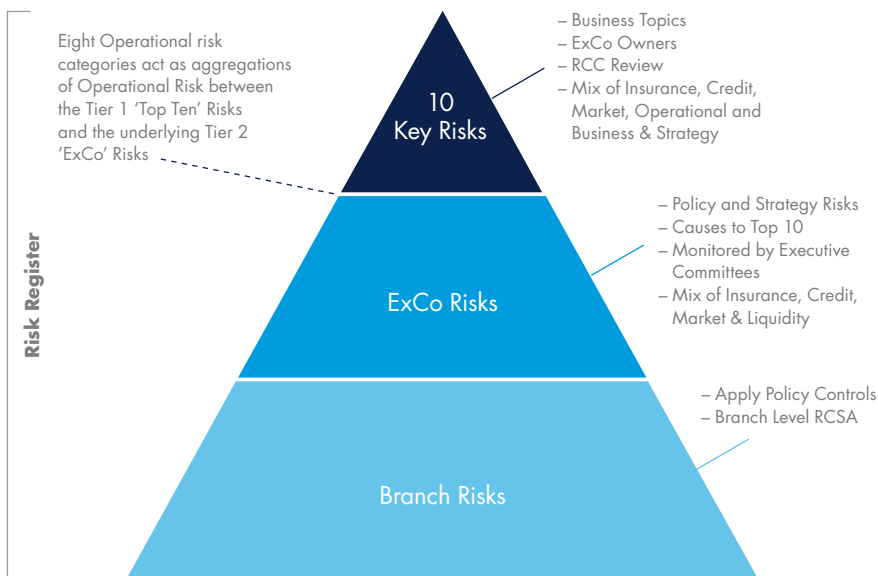 Eight Operational risk
categories act as aggregations
of Operational Risk between
the Tier 1 ‘Top Ten’ Risks
and the underlying Tier 2
‘ExCo’ Risks
10
Key Risks
– Business Topics
– ExCo Owners
– RCC Review
– Mix of Insurance, Credit,
Market, Operational and
Business & Strategy
Risk Register
ExCo Risks
– Policy and Strategy Risks
– Causes to Top 10
– Monitored by Executive
Committees
– Mix of Insurance, Credit,
Market & Liquidity
Branch Risks
– Apply Policy Controls
– Branch Level RCSA